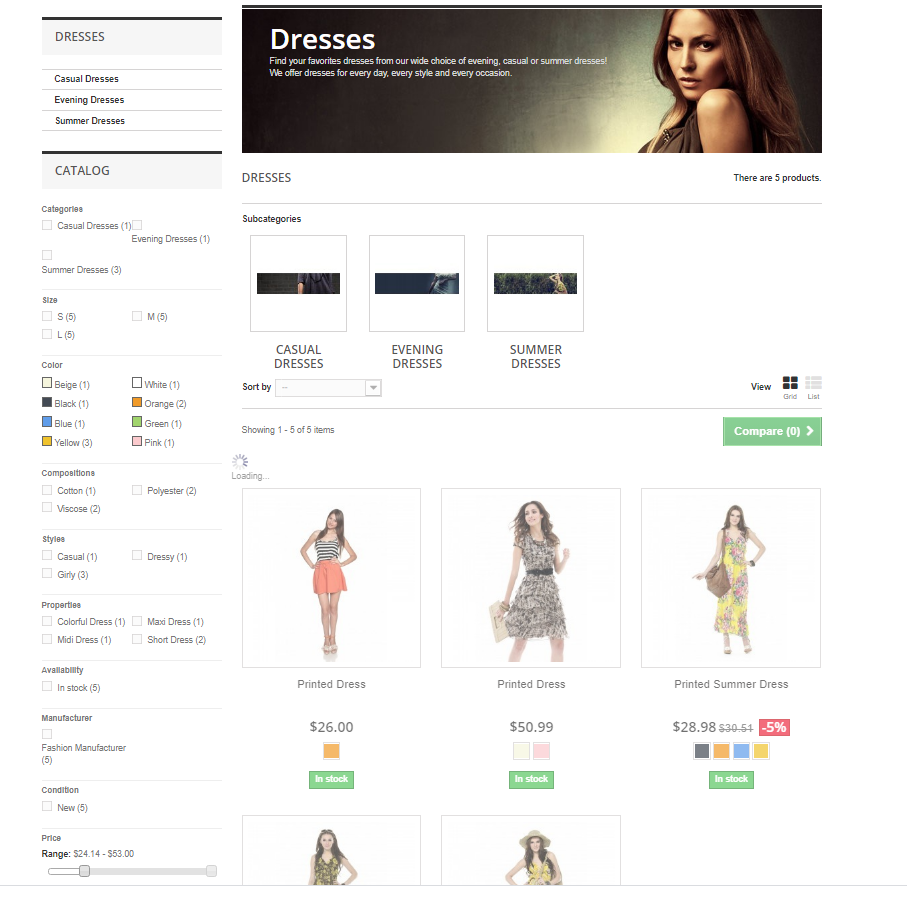 DRESSES
Casual Dresses
Evening Dresses
Summer Dresses
CATALOG
Categories
Casual Dresses (1)
Evening Dresses (1)
Summer Dresses (3)
Size
S (5)
M (5)
L (5)
Color
Beige (1)
White (1)
Black (1)
Orange (2)
Blue (1)
Green (1)
Yellow (3)
Pink (1)
Compositions
Cotton (1)
Polyester (2)
Viscose (2)
Styles
Casual (1)
Dressy (1)
Girly (3)
Properties
Colorful Dress (1)
Maxi Dress (1)
Midi Dress (1)
Short Dress (2)
Availability
In stock (5)
Manufacturer
Fashion Manufacturer
(5)
Condition
New (5)
Price
Range: $24.14 - $53.00
Dresses
Find your favorites dresses from our wide choice of evening, casual or summer dresses!
We offer dresses for every day, every style and every occasion.
DRESSES
There are 5 products.
Subcategories
CASUAL
DRESSES
EVENING
DRESSES
SUMMER
DRESSES
Sort by --
View
Grid
List
Showing 1 - 5 of 5 items
Compare (0)
Loading...
Printed Dress
$26.00
In stock
Printed Dress
$50.99
In stock
Printed Summer Dress
$28.98 $30.51 -5%
In stock